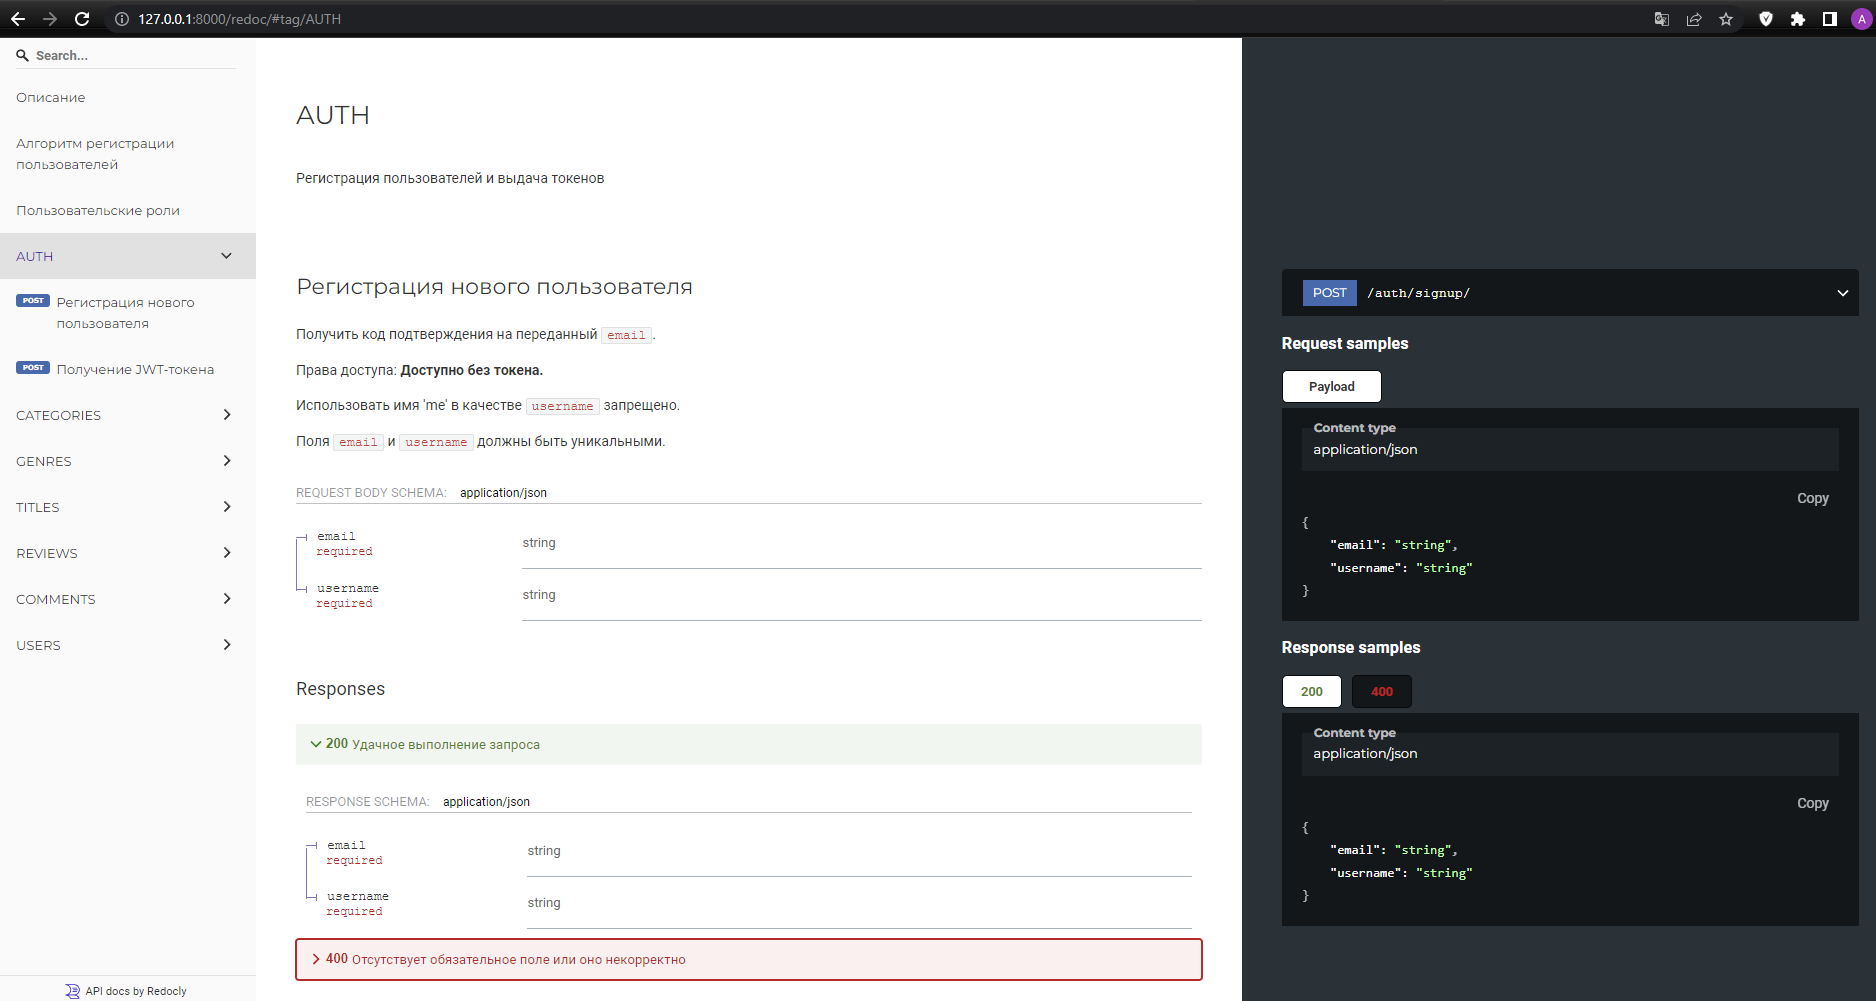 127.0.0.1:8000/redoc/#tag/AUTH
A
Search...
Описание
Алгоритм регистрации
пользователей
Пользовательские роли
AUTH
POST Регистрация нового
пользователя
POST Получение JWT-токена
CATEGORIES
GENRES
TITLES
REVIEWS
COMMENTS
USERS
API docs by Redocly
AUTH
Регистрация пользователей и выдача токенов
Регистрация нового пользователя
Получить код подтверждения на переданный email.
Права доступа: Доступно без токена.
Использовать имя 'me' в качестве username запрещено.
Поля email и username должны быть уникальными.
REQUEST BODY SCHEMA: application/json
email
required
string
username
required
string
Responses
200 Удачное выполнение запроса
RESPONSE SCHEMA: application/json
email
required
string
username
required
string
400 Отсутствует обязательное поле или оно некорректно
POST /auth/signup/
Request samples
Payload
Content type
application/json
Copy
{
"email": "string",
"username": "string"
}
Response samples
200 400
Content type
application/json
Copy
{
"email": "string",
"username": "string"
}